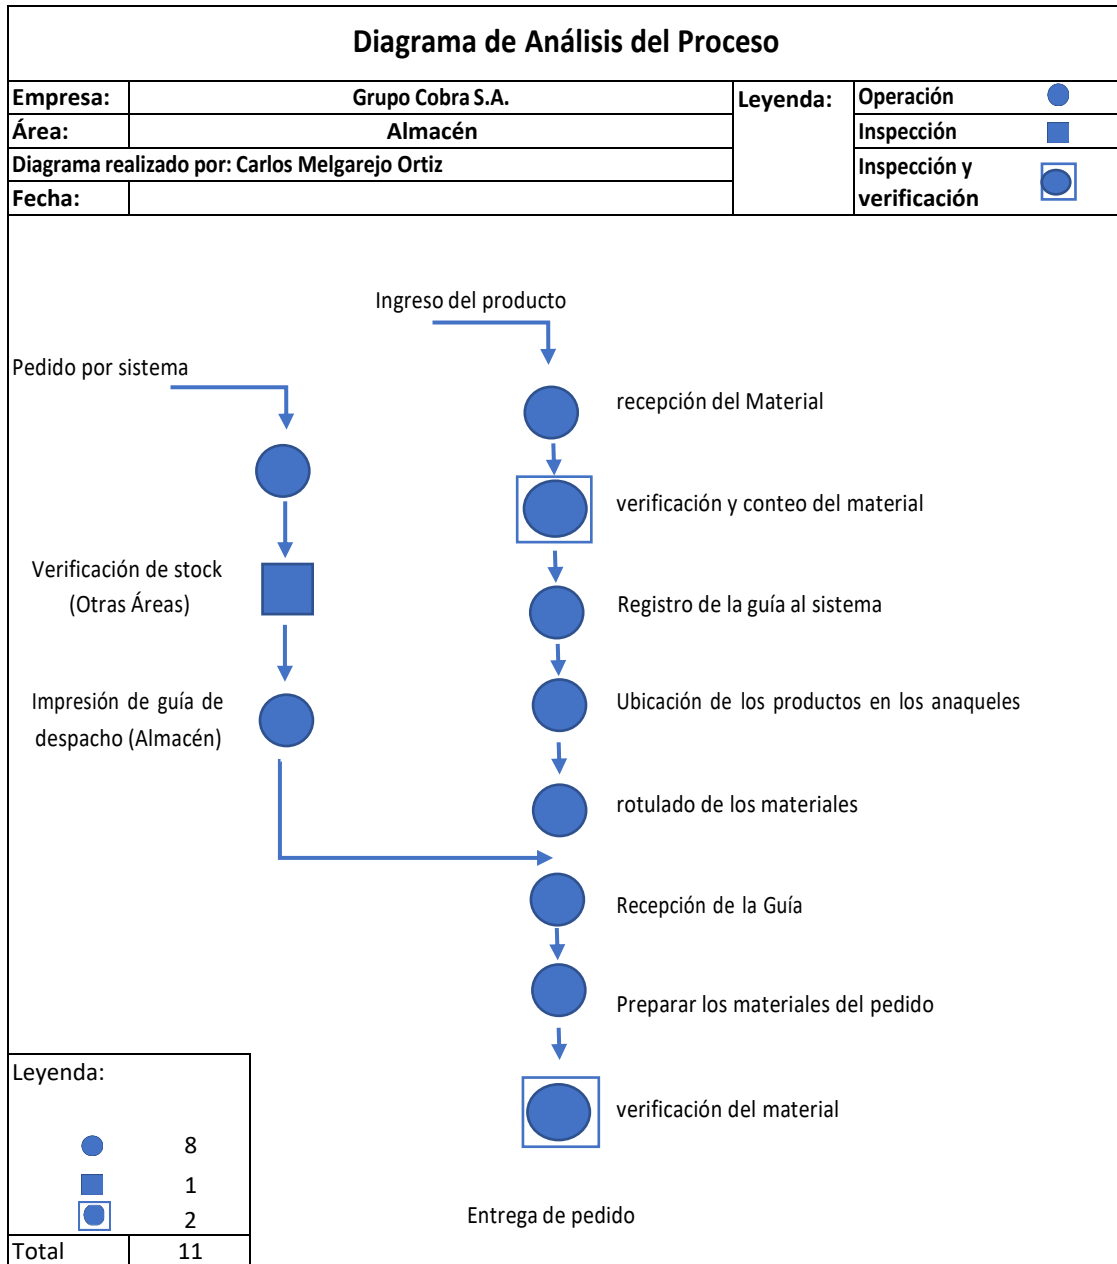 Diagrama de Análisis del Proceso
Empresa: Grupo Cobra S.A. Leyenda: Operación
Área: Almacén Inspección
Diagrama realizado por: Carlos Melgarejo Ortiz
Inspección y
verificación
Fecha:
Ingreso del producto
Pedido por sistema
recepción del Material
verificación y conteo del material
Verificación de stock
(Otras Áreas)
Registro de la guía al sistema
Impresión de guía de
despacho (Almacén)
Ubicación de los productos en los anaqueles
rotulado de los materiales
Recepción de la Guía
Preparar los materiales del pedido
verificación del material
Leyenda:
8
1
2
Total 11
Entrega de pedido